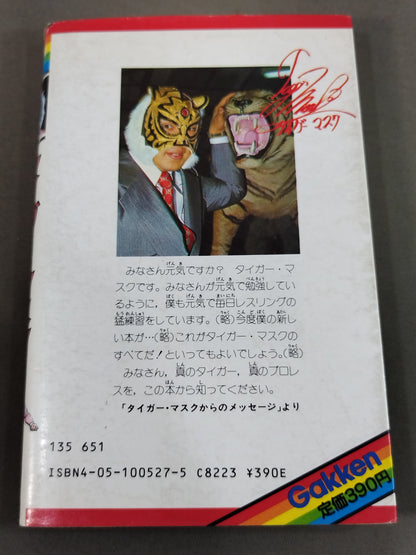 みなさん元気ですか? タイガー・マ
スクです。みなさんが元気で勉強してい
るように、僕も元気で毎日レスリングの
猛練習をしています。(略)今度僕の新し
い本が…(略)これがタイガー・マスクの
すべてだ!といってもよいでしょう。(略)
みなさん、真のタイガー、真のプロレ
スを、この本から知ってください。
「タイガー・マスクからのメッセージ」より
135 651
ISBN4-05-100527-5 C8223 ¥390E
Gakken
定価390円